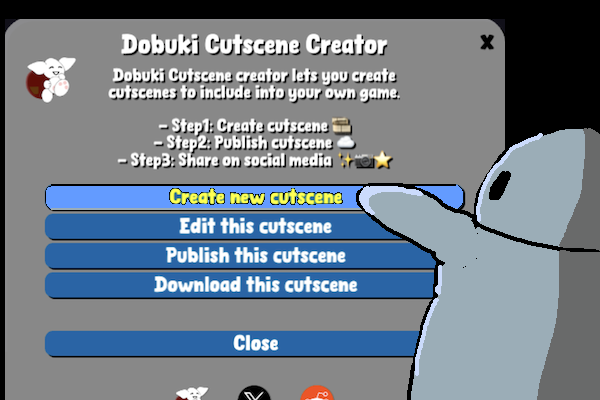 Dobuki Cutscene Creator
X
Dobuki Cutscene creator lets you create
cutscenes to include into your own game.
- Step1: Create cutscene
- Step2: Publish cutscene
- Step3: Share on social media
Create new cutscene
Edit this cutscene
Publish this cutscene
Download this cutscene
Close